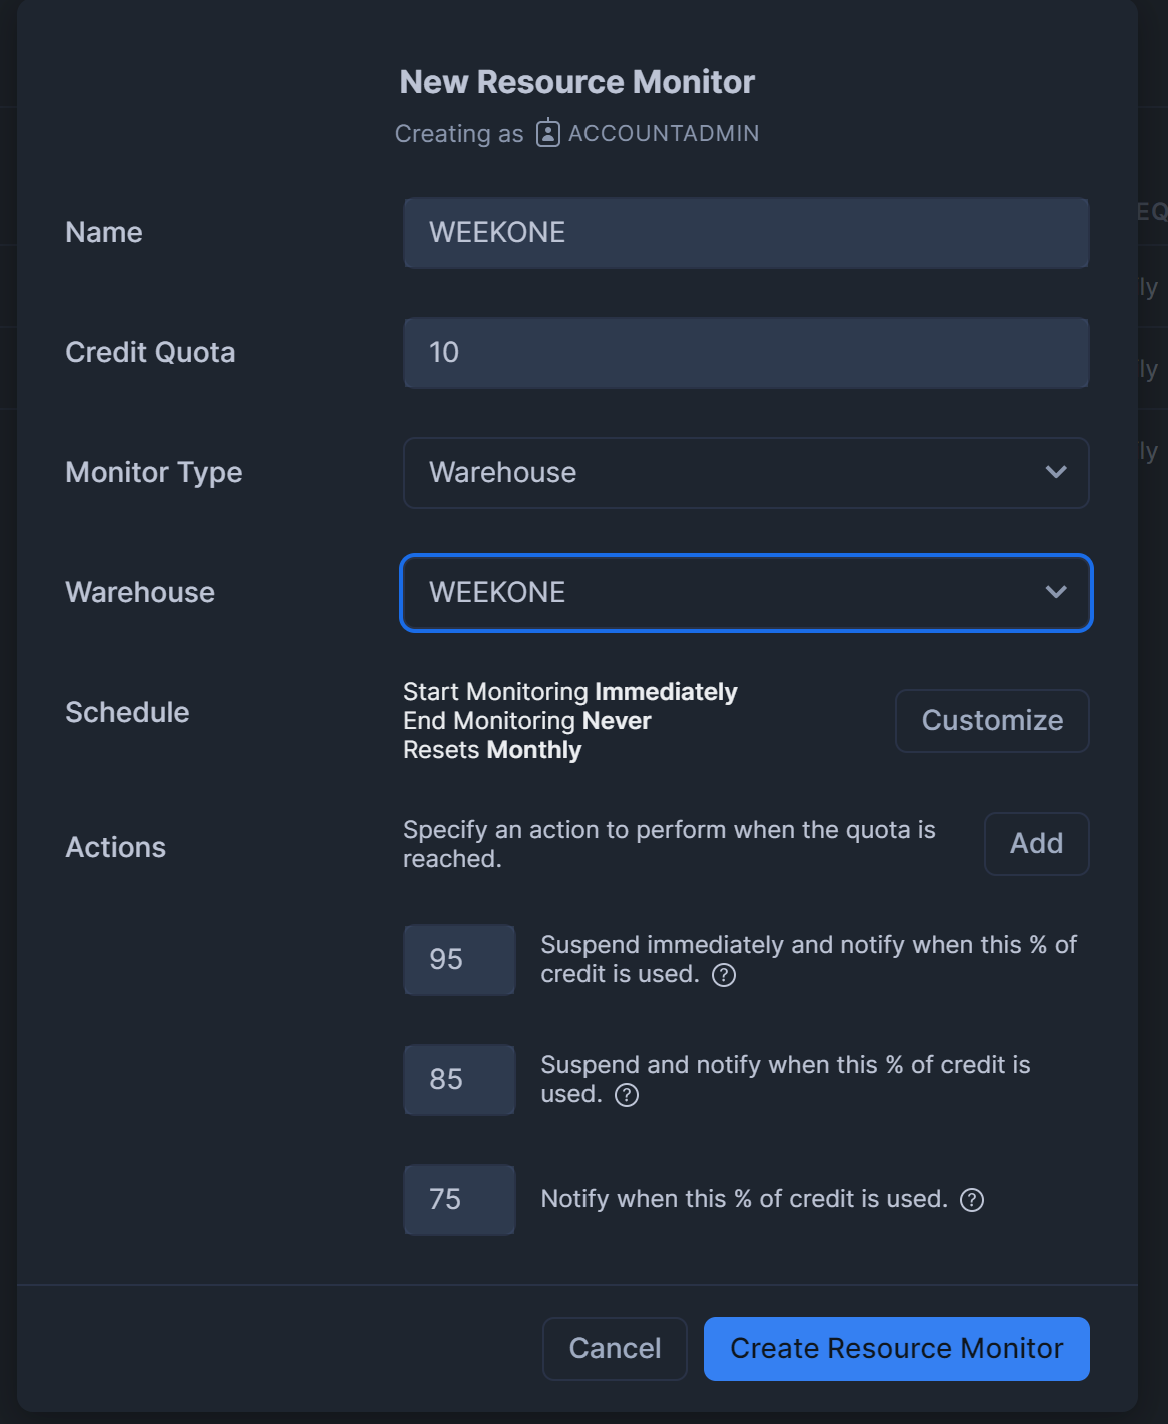 New Resource Monitor
Creating as ACCOUNTADMIN
EQ
Name
WEEKONE
ly
Credit Quota
10
ly
Monitor Type
Warehouse
ly
Warehouse
WEEKONE
Schedule
Start Monitoring Immediately
End Monitoring Never
Resets Monthly
Customize
Actions
Specify an action to perform when the quota is
reached.
Add
95
Suspend immediately and notify when this % of
credit is used. ?
85
Suspend and notify when this % of credit is
used. ?
75
Notify when this % of credit is used. ?
Cancel
Create Resource Monitor